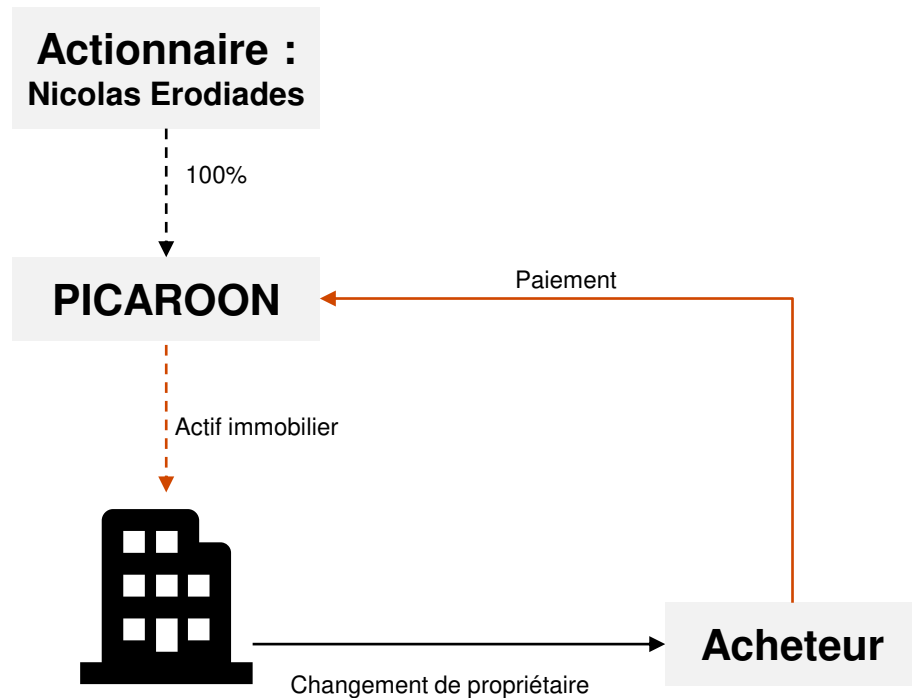 Actionnaire :
Nicolas Erodiades
100%
PICAROON
Paiement
Actif immobilier
Acheteur
Changement de propriétaire